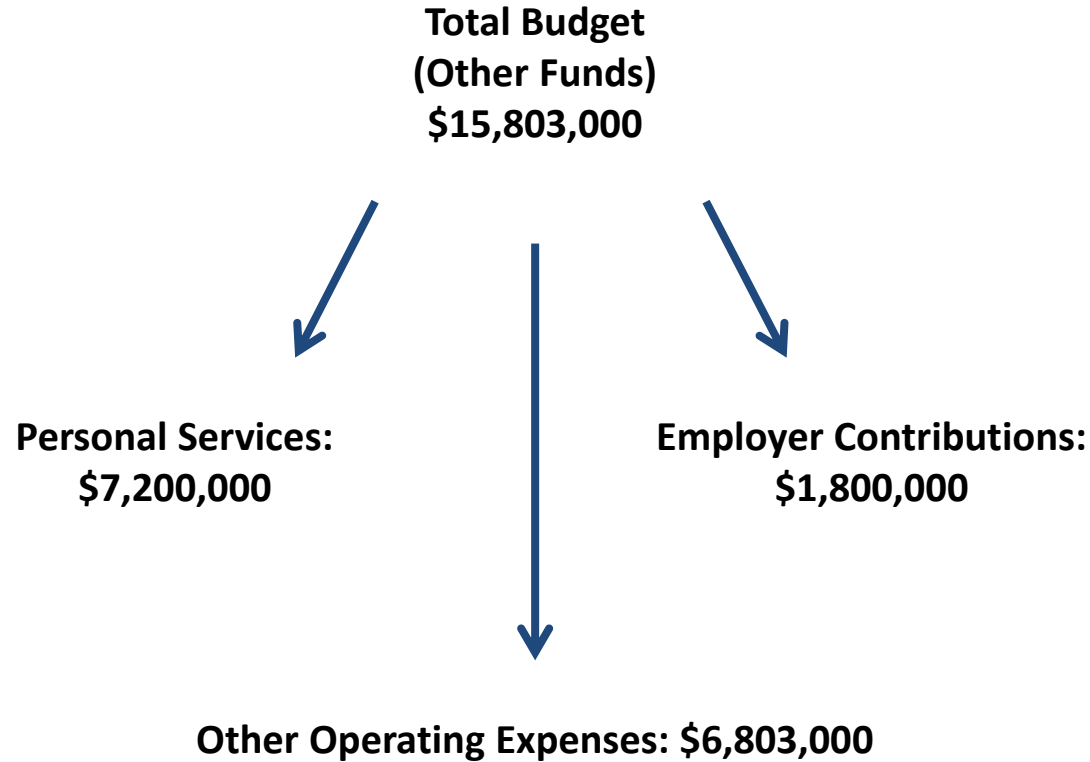 Total Budget
(Other Funds)
$15,803,000
Personal Services:
$7,200,000
Employer Contributions:
$1,800,000
Other Operating Expenses: $6,803,000